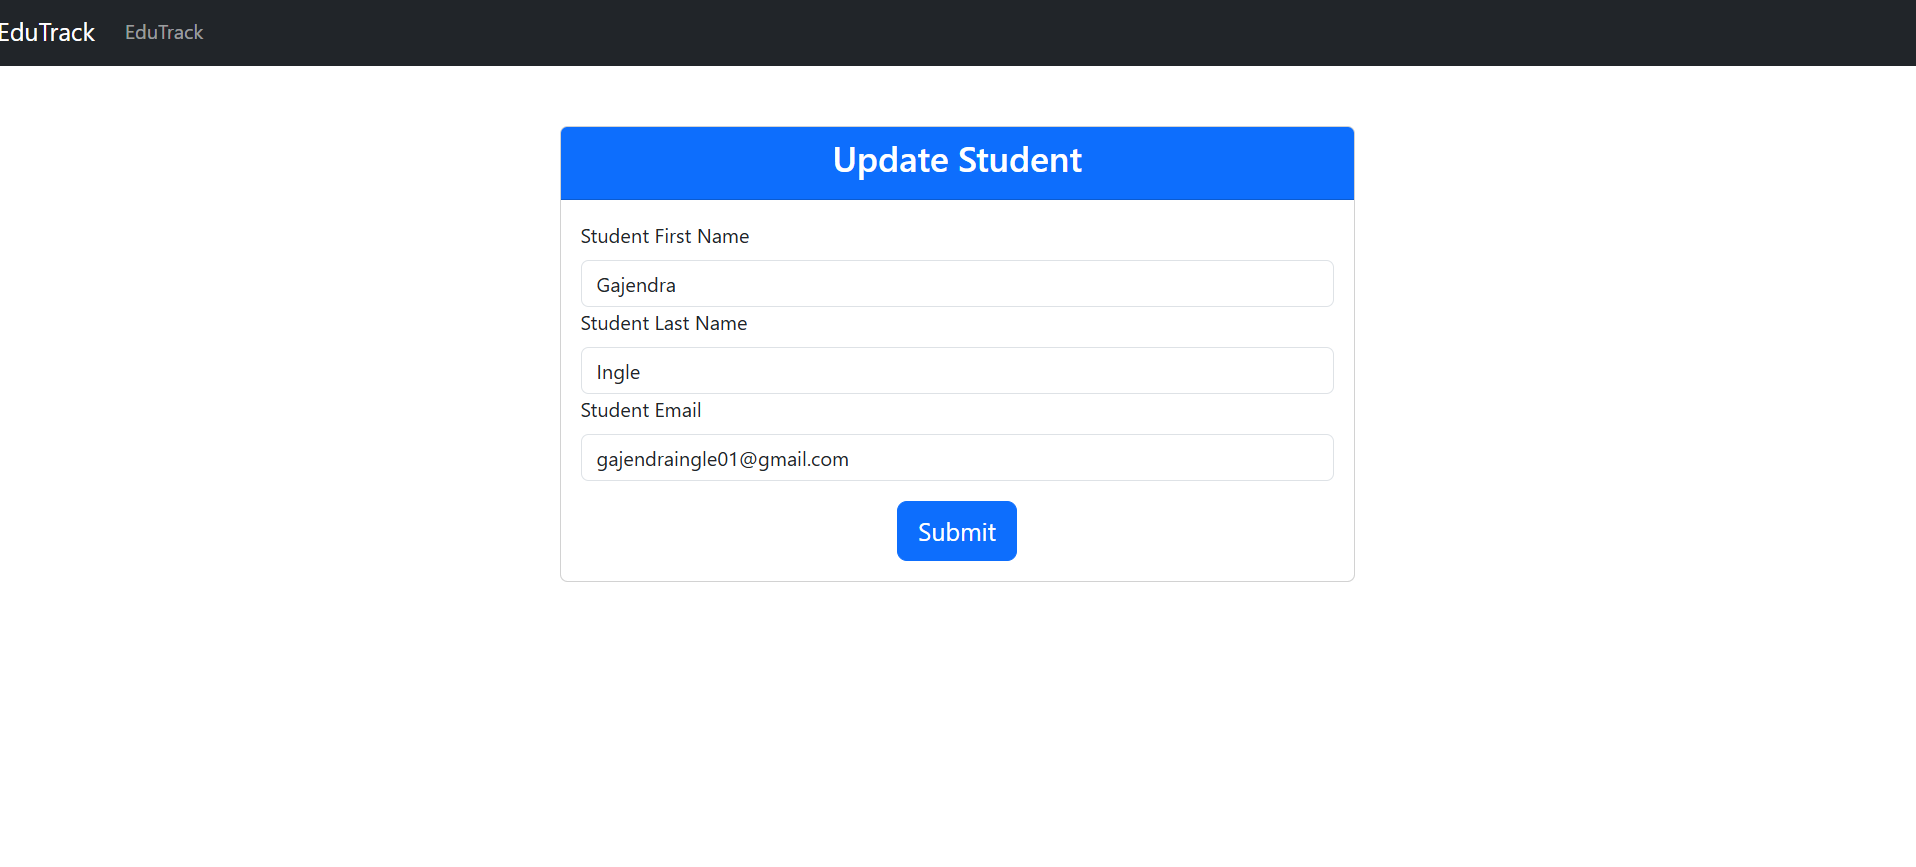 EduTrack EduTrack
Update Student
Student First Name
Gajendra
Student Last Name
Ingle
Student Email
gajendraingle01@gmail.com
Submit